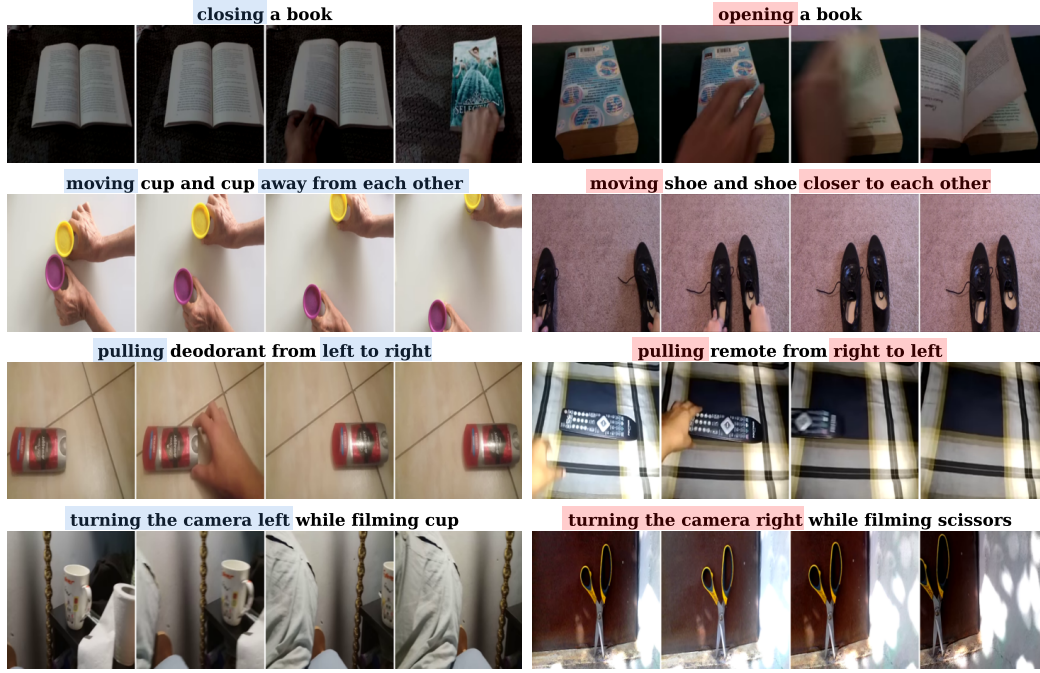 closing a book
opening a book
moving cup and cup away from each other
moving shoe and shoe closer to each other
pulling deodorant from left to right
pulling remote from right to left
turning the camera left while filming cup
turning the camera right while filming scissors